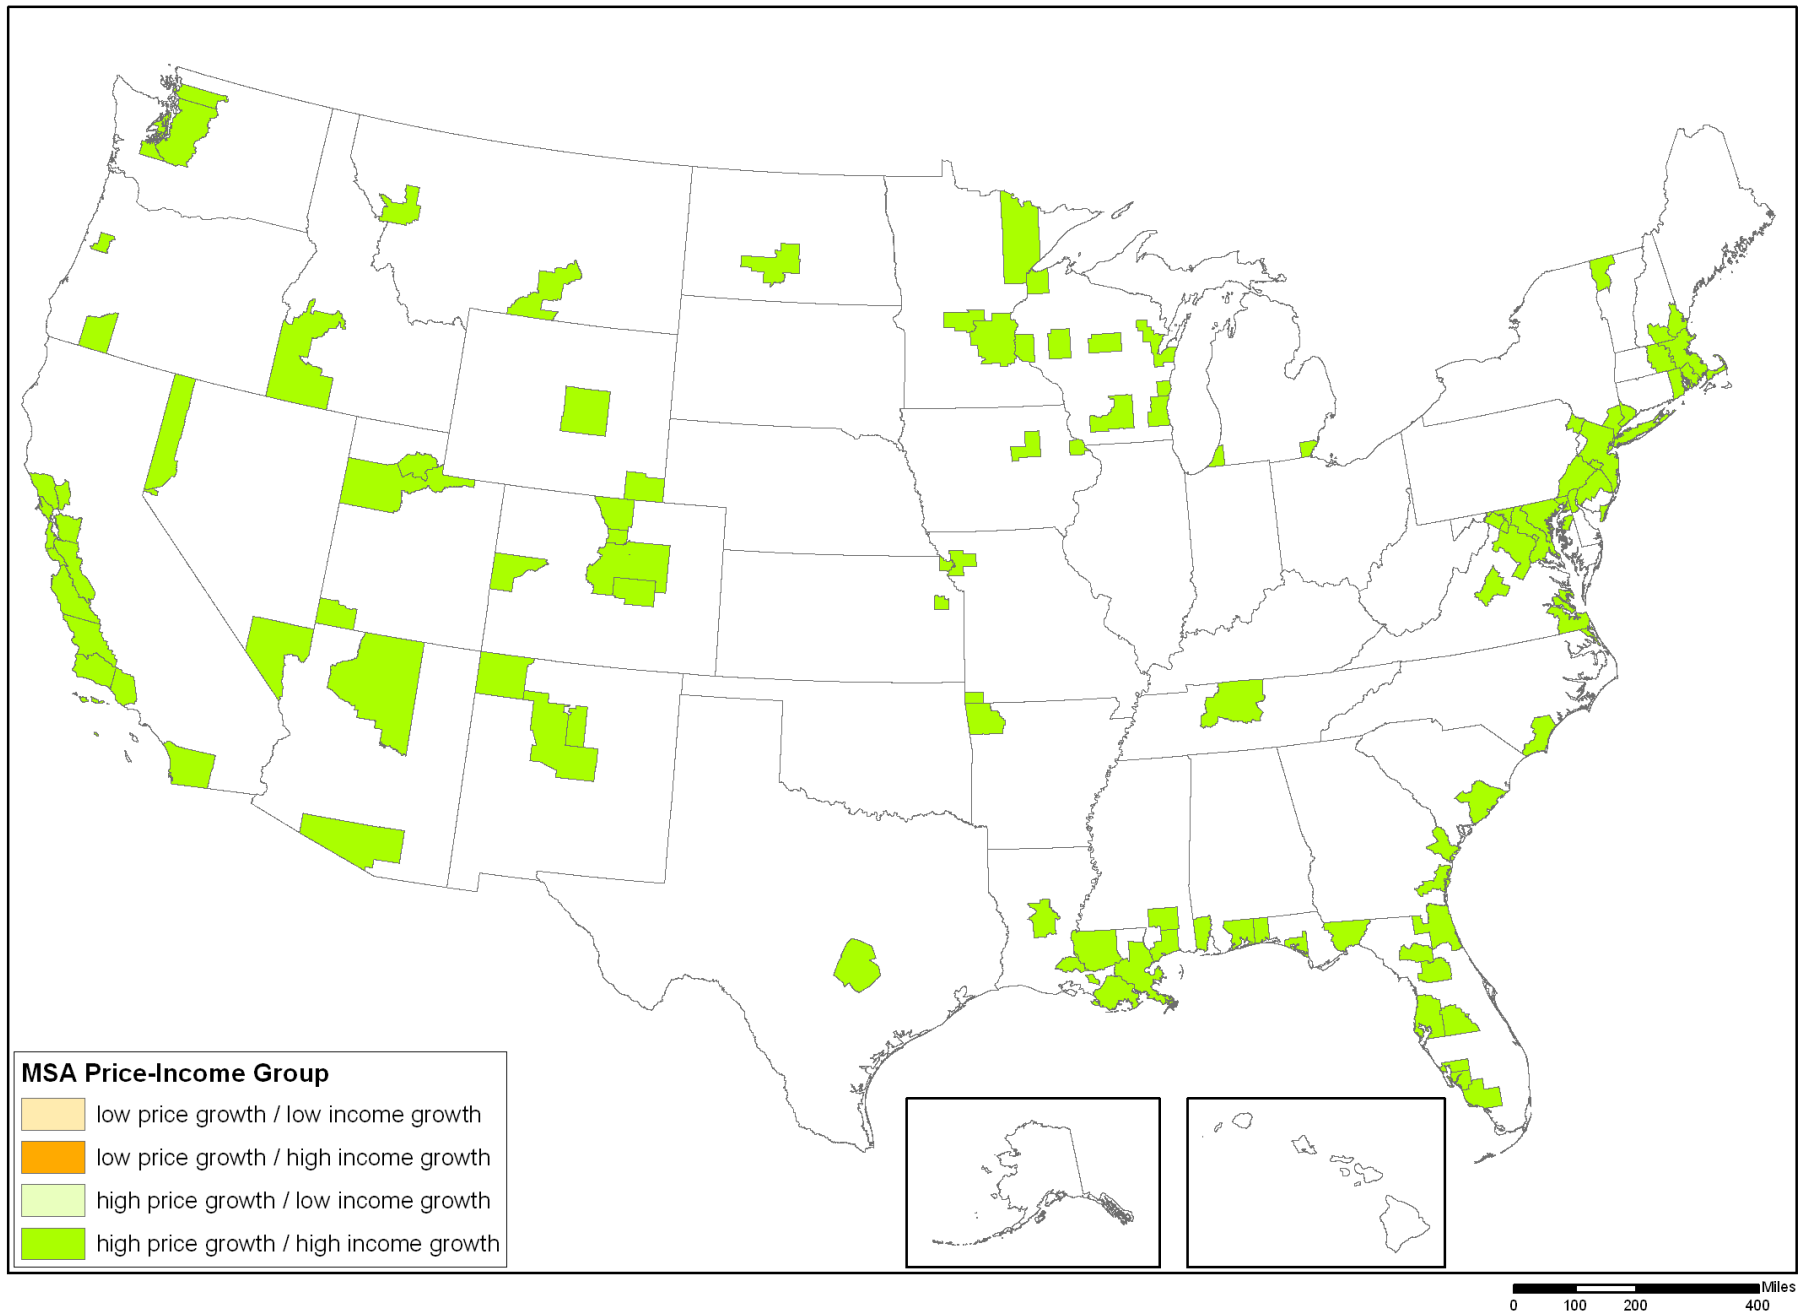 MSA Price-Income Group
low price growth / low income growth
low price growth / high income growth
high price growth / low income growth
high price growth / high income growth
Miles
0 100 200 400